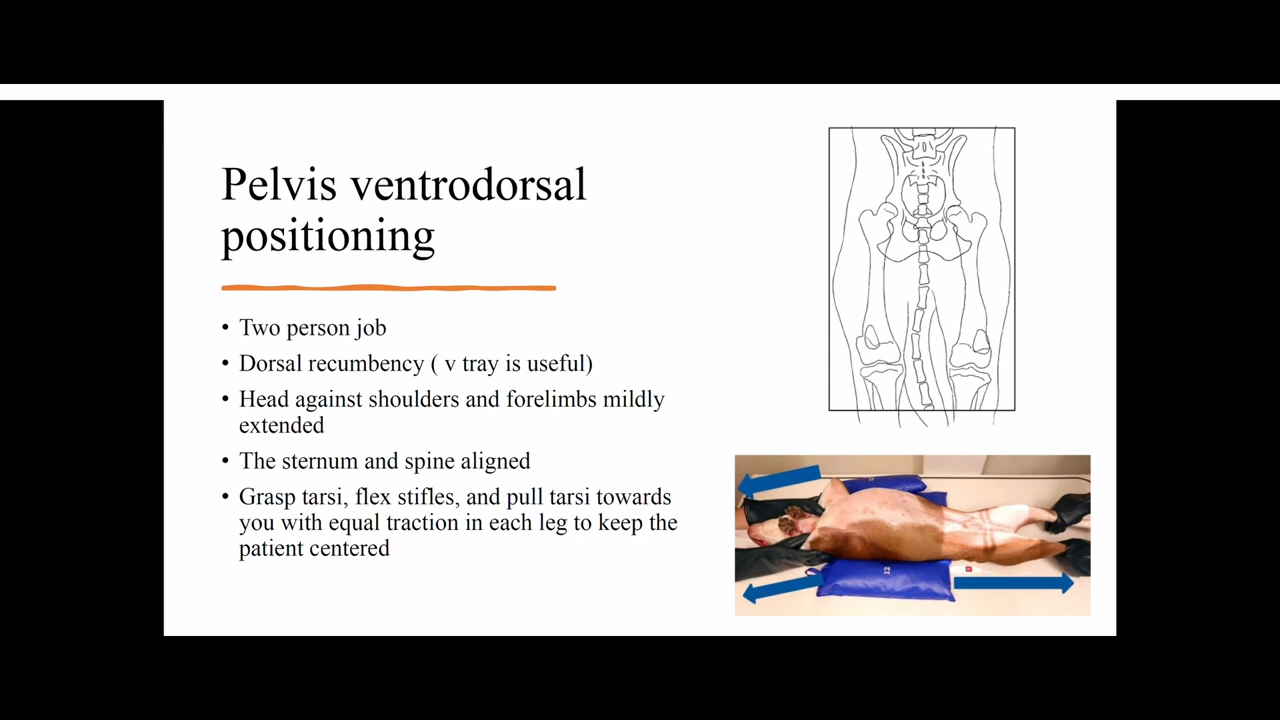 Pelvis ventrodorsal
positioning
• Two person job
• Dorsal recumbency ( v tray is useful)
• Head against shoulders and forelimbs mildly
extended
• The sternum and spine aligned
• Grasp tarsi, flex stifles, and pull tarsi towards
you with equal traction in each leg to keep the
patient centered
12